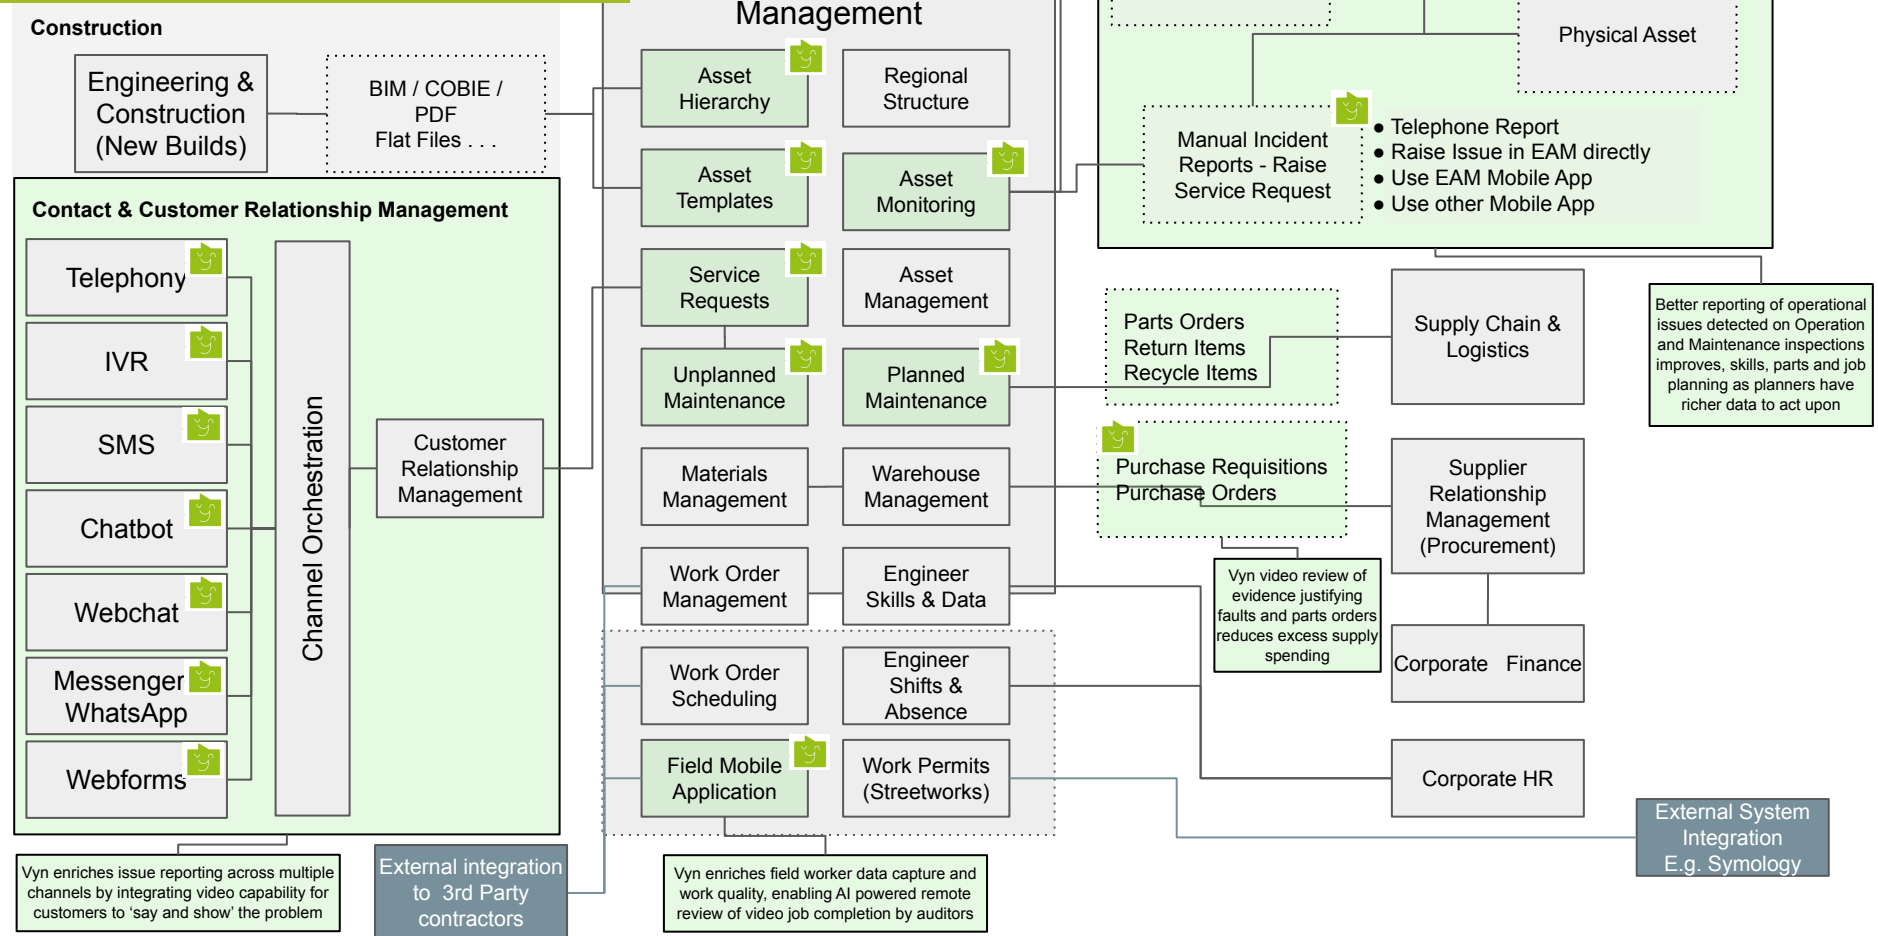 Construction
Engineering &
Construction
(New Builds)
BIM / COBIE /
PDF
Flat Files . . .
Contact & Customer Relationship Management
Telephony
IVR
SMS
Chatbot
Webchat
Messenger
WhatsApp
Webforms
Channel Orchestration
Customer
Relationship
Management
Vyn enriches issue reporting across multiple
channels by integrating video capability for
customers to ‘say and show’ the problem
External integration
to 3rd Party
contractors
Management
Asset
Hierarchy
Regional
Structure
Asset
Templates
Asset
Monitoring
Service
Requests
Asset
Management
Unplanned
Maintenance
Planned
Maintenance
Materials
Management
Warehouse
Management
Work Order
Management
Engineer
Skills & Data
Work Order
Scheduling
Engineer
Shifts &
Absence
Field Mobile
Application
Work Permits
(Streetworks)
Vyn enriches field worker data capture and
work quality, enabling AI powered remote
review of video job completion by auditors
Physical Asset
Manual Incident
Reports - Raise
Service Request
● Telephone Report
● Raise Issue in EAM directly
● Use EAM Mobile App
● Use other Mobile App
Parts Orders
Return Items
Recycle Items
Supply Chain &
Logistics
Better reporting of operational
issues detected on Operation
and Maintenance inspections
improves, skills, parts and job
planning as planners have
richer data to act upon
Purchase Requisitions
Purchase Orders
Supplier
Relationship
Management
(Procurement)
Vyn video review of
evidence justifying
faults and parts orders
reduces excess supply
spending
Corporate Finance
Corporate HR
External System
Integration
E.g. Symology